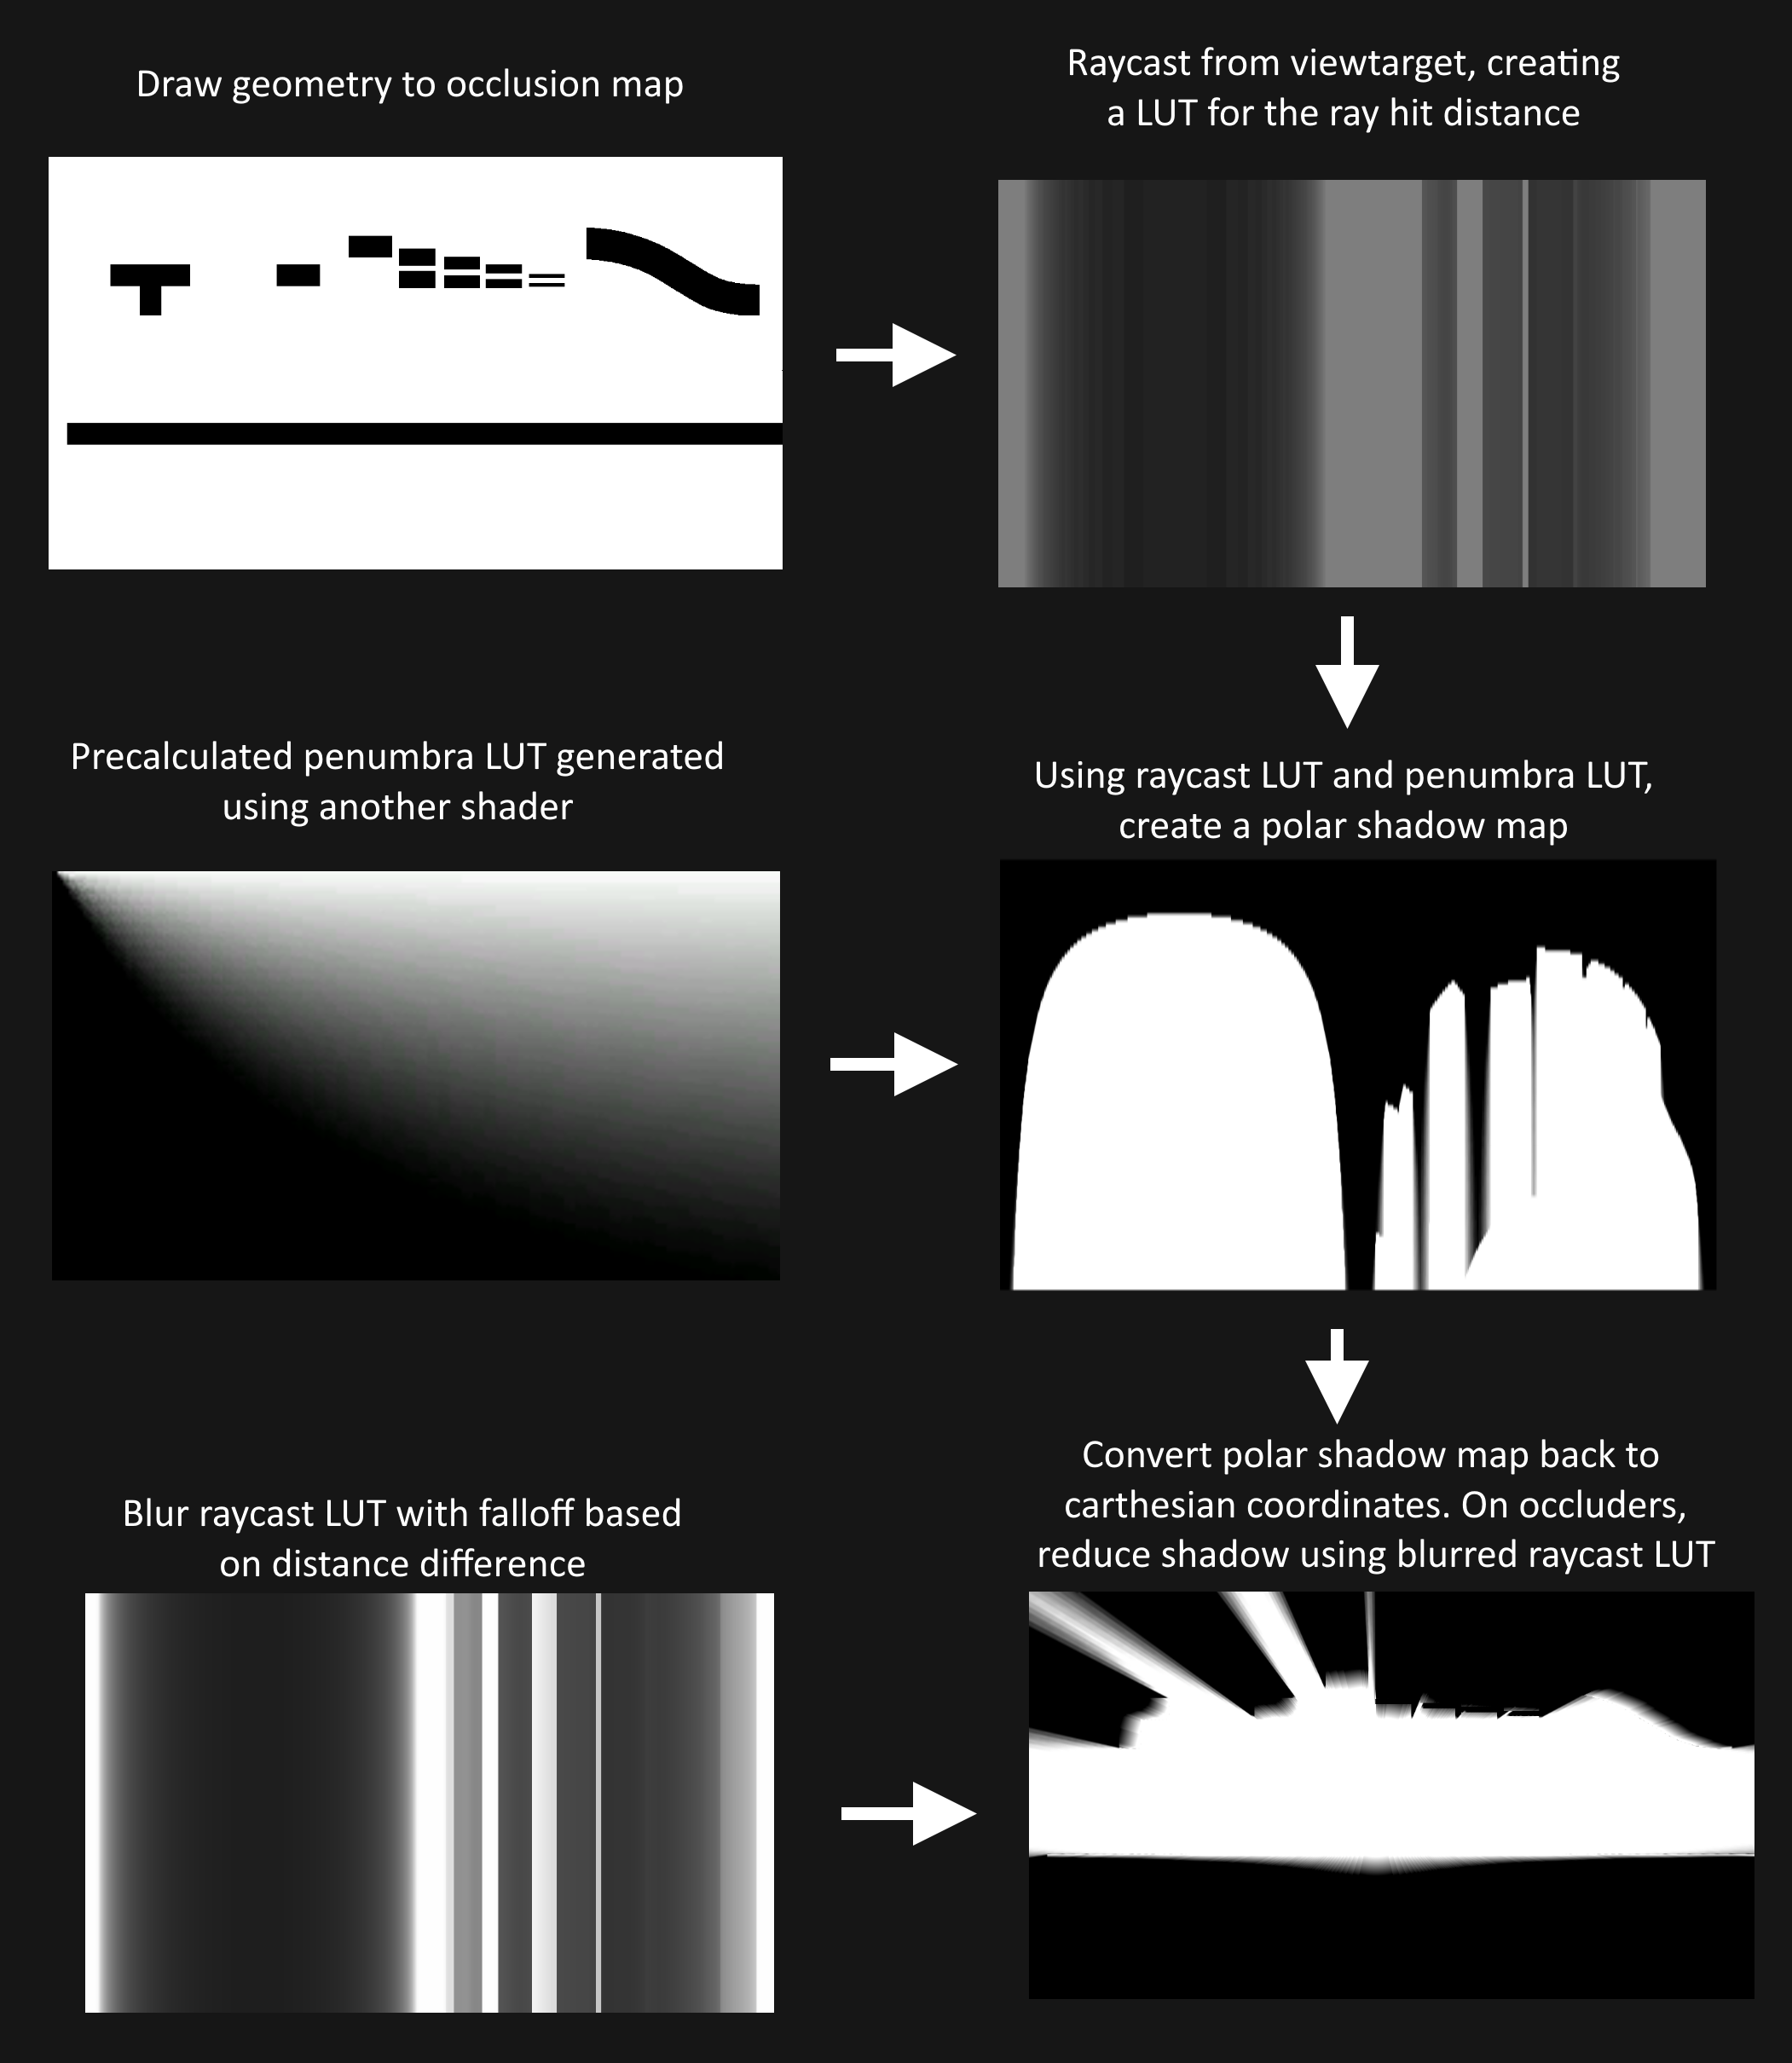 Draw geometry to occlusion map
Raycast from viewtarget, creating
a LUT for the ray hit distance
Precalculated penumbra LUT generated
using another shader
Using raycast LUT and penumbra LUT,
create a polar shadow map
Blur raycast LUT with falloff based
on distance difference
Convert polar shadow map back to
carthesian coordinates. On occluders,
reduce shadow using blurred raycast LUT